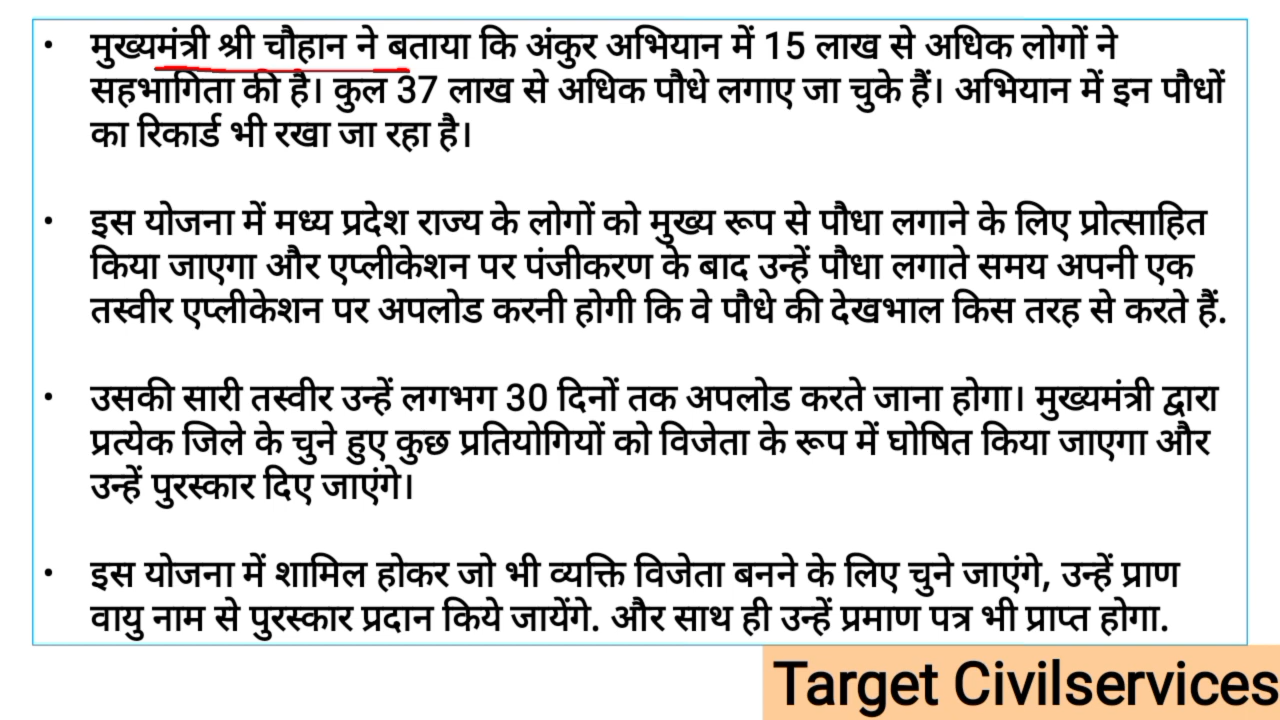 • मुख्यमंत्री श्री चौहान ने बताया कि अंकुर अभियान में 15 लाख से अधिक लोगों ने
सहभागिता की है। कुल 37 लाख से अधिक पौधे लगाए जा चुके हैं। अभियान में इन पौधों
का रिकार्ड भी रखा जा रहा है।
• इस योजना में मध्य प्रदेश राज्य के लोगों को मुख्य रूप से पौधा लगाने के लिए प्रोत्साहित
किया जाएगा और एप्लीकेशन पर पंजीकरण के बाद उन्हें पौधा लगाते समय अपनी एक
तस्वीर एप्लीकेशन पर अपलोड करनी होगी कि वे पौधे की देखभाल किस तरह से करते हैं.
• उसकी सारी तस्वीर उन्हें लगभग 30 दिनों तक अपलोड करते जाना होगा। मुख्यमंत्री द्वारा
प्रत्येक जिले के चुने हुए कुछ प्रतियोगियों को विजेता के रूप में घोषित किया जाएगा और
उन्हें पुरस्कार दिए जाएंगे।
• इस योजना में शामिल होकर जो भी व्यक्ति विजेता बनने के लिए चुने जाएंगे, उन्हें प्राण
वायु नाम से पुरस्कार प्रदान किये जायेंगे. और साथ ही उन्हें प्रमाण पत्र भी प्राप्त होगा.
Target Civilservices